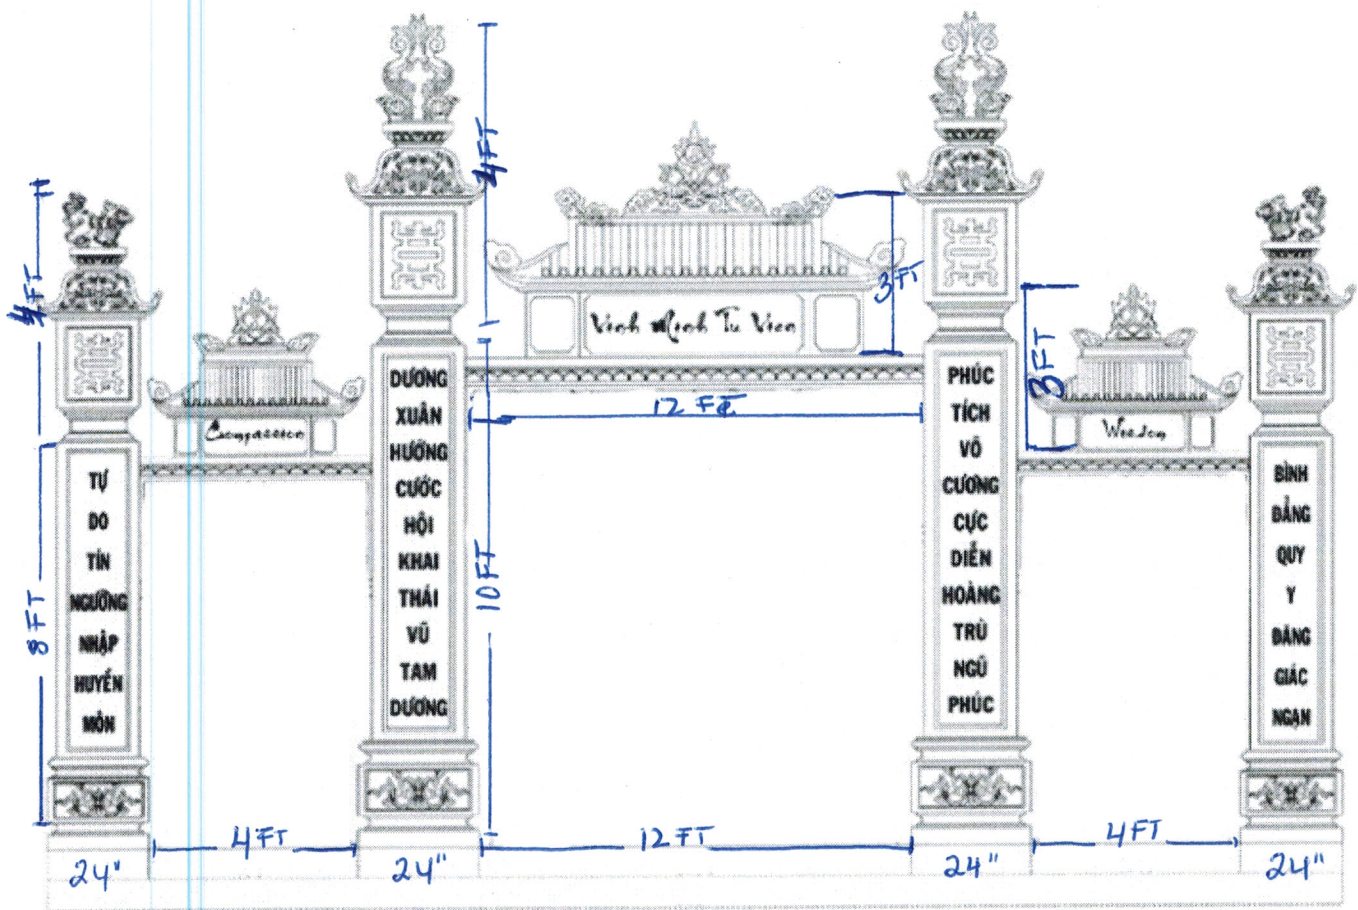 4FT
4FT
3FT
3FT
Vinh Minh Tu Vien
12 FT
Compassion
Wisdom
TỰ
DO
TÍN
NGƯỠNG
NHẬP
HUYỀN
MÔN
8FT
DƯƠNG
XUÂN
HƯỚNG
CƯỚC
HỘI
KHAI
THÁI
VŨ
TAM
DƯƠNG
10FT
PHÚC
TÍCH
VÔ
CƯƠNG
CỰC
DIỄN
HOÀNG
TRÙ
NGŨ
PHÚC
BÌNH
ĐẲNG
QUY
Y
ĐĂNG
GIÁC
NGẠN
24"
4FT
24"
12FT
24"
4FT
24"